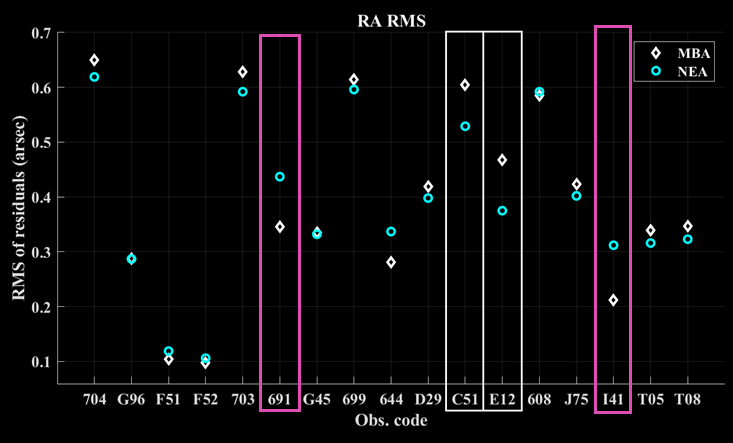 RA RMS
0.7
0.6
0.5
0.4
0.3
0.2
0.1
RMS of residuals (arsec)
MBA
NEA
704 G96 F51 F52 703 691 G45 699 644 D29 C51 E12 608 J75 I41 T05 T08
Obs. code